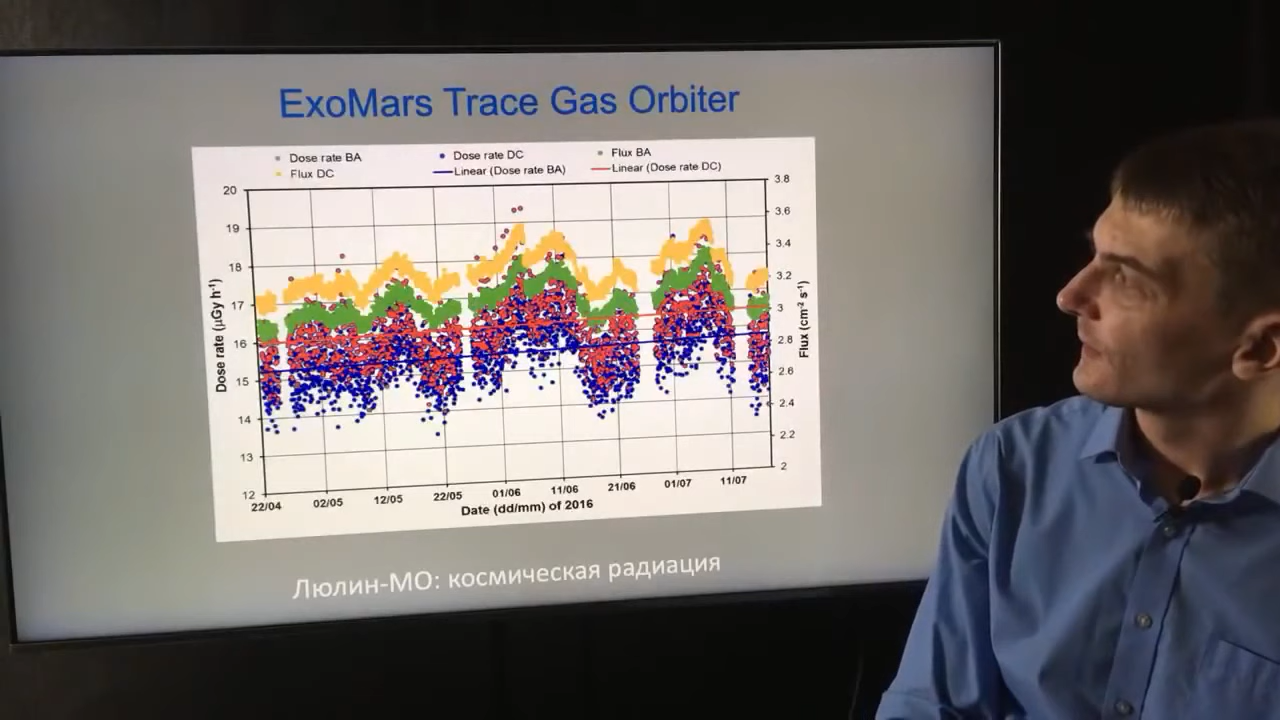 ExoMars Trace Gas Orbiter
Dose rate BA
Dose rate DC
Flux BA
Flux DC
Linear (Dose rate BA)
Linear (Dose rate DC)
20
19
18
17
16
15
14
13
12
Dose rate (µGy h⁻¹)
3.8
3.6
3.4
3.2
3
2.8
2.6
2.4
2.2
2
Flux (cm⁻² s⁻¹)
22/04 02/05 12/05 22/05 01/06 11/06 21/06 01/07 11/07
Date (dd/mm) of 2016
Люлин-МО: космическая радиация